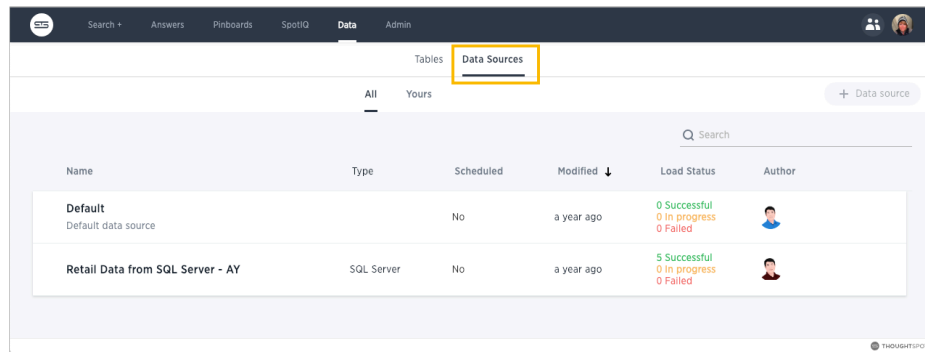 Search + Answers Pinboards SpotIQ Data Admin
Tables Data Sources
All Yours + Data source
Search
Name Type Scheduled Modified ↓ Load Status Author
Default
Default data source
No a year ago
0 Successful
0 In progress
0 Failed
Retail Data from SQL Server - AY SQL Server No a year ago
5 Successful
0 In progress
0 Failed